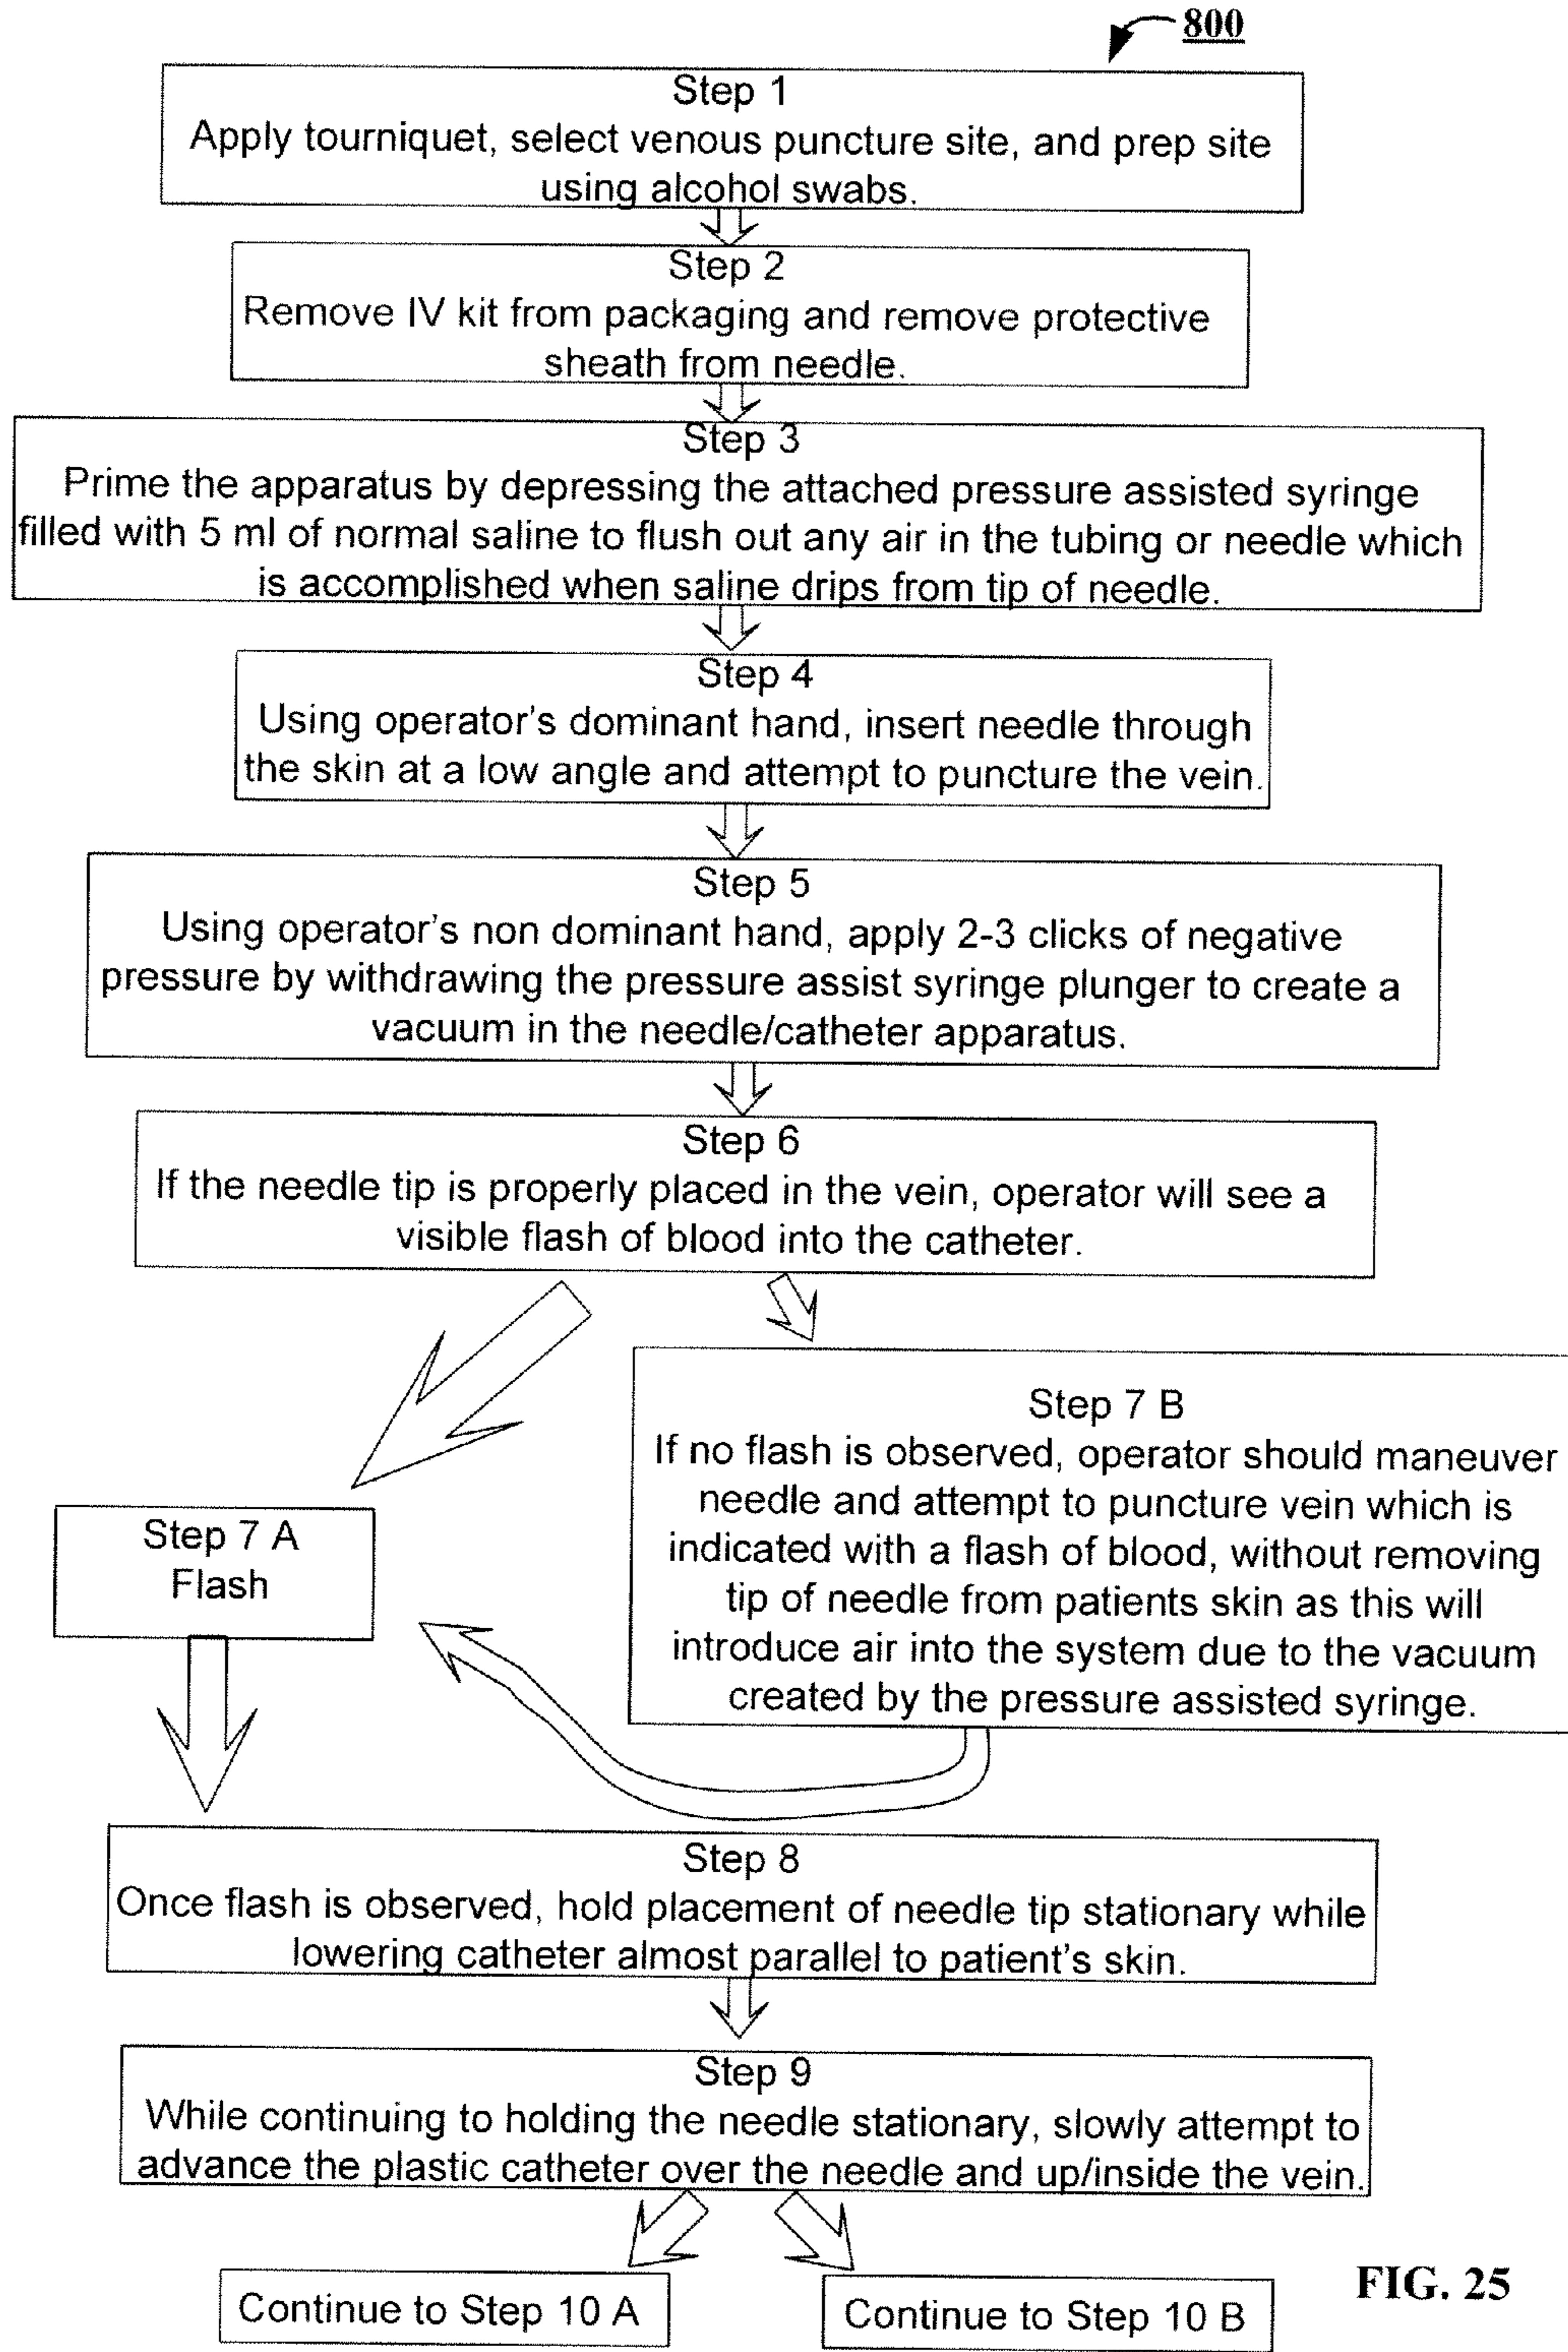 800
Step 1
Apply tourniquet, select venous puncture site, and prep site
using alcohol swabs.
Step 2
Remove IV kit from packaging and remove protective
sheath from needle.
Step 3
Prime the apparatus by depressing the attached pressure assisted syringe
filled with 5 ml of normal saline to flush out any air in the tubing or needle which
is accomplished when saline drips from tip of needle.
Step 4
Using operator's dominant hand, insert needle through
the skin at a low angle and attempt to puncture the vein.
Step 5
Using operator's non dominant hand, apply 2-3 clicks of negative
pressure by withdrawing the pressure assist syringe plunger to create a
vacuum in the needle/catheter apparatus.
Step 6
If the needle tip is properly placed in the vein, operator will see a
visible flash of blood into the catheter.
Step 7 A
Flash
Step 7 B
If no flash is observed, operator should maneuver
needle and attempt to puncture vein which is
indicated with a flash of blood, without removing
tip of needle from patients skin as this will
introduce air into the system due to the vacuum
created by the pressure assisted syringe.
Step 8
Once flash is observed, hold placement of needle tip stationary while
lowering catheter almost parallel to patient's skin.
Step 9
While continuing to holding the needle stationary, slowly attempt to
advance the plastic catheter over the needle and up/inside the vein.
Continue to Step 10 A
Continue to Step 10 B
FIG. 25